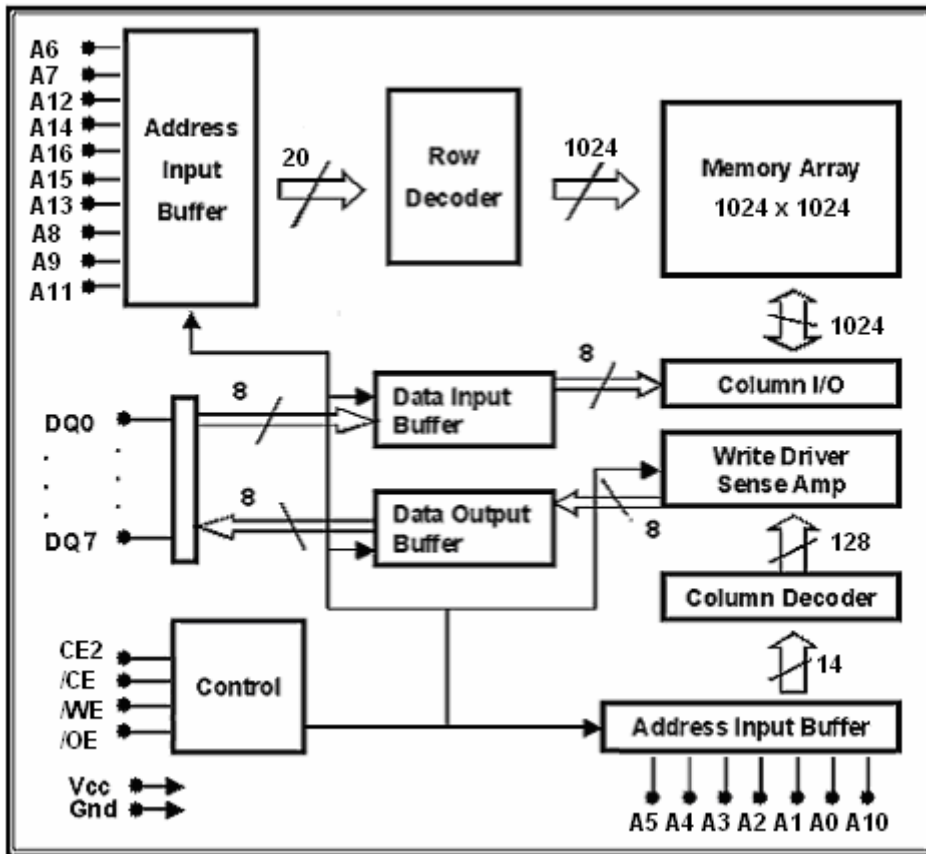 A6
A7
A12
A14
A16
A15
A13
A8
A9
A11
Address
Input
Buffer
20
Row
Decoder
1024
Memory Array
1024 x 1024
1024
8
Data Input
Buffer
8
Column I/O
DQ0
DQ7
8
Data Output
Buffer
8
Write Driver
Sense Amp
128
Column Decoder
14
Address Input Buffer
CE2
/CE
/WE
/OE
Control
Vcc
Gnd
A5 A4 A3 A2 A1 A0 A10